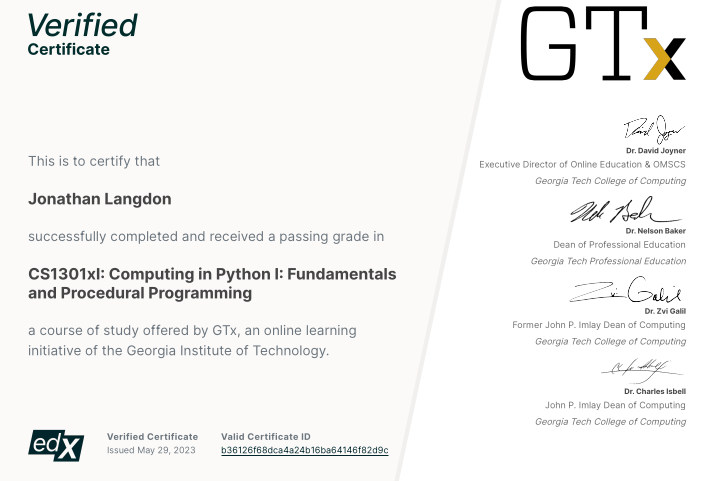 Verified
Certificate
GTx
This is to certify that
Jonathan Langdon
successfully completed and received a passing grade in
CS1301xI: Computing in Python I: Fundamentals
and Procedural Programming
a course of study offered by GTx, an online learning
initiative of the Georgia Institute of Technology.
Dr. David Joyner
Executive Director of Online Education & OMSCS
Georgia Tech College of Computing
Dr. Nelson Baker
Dean of Professional Education
Georgia Tech Professional Education
Zvi Galil
Dr. Zvi Galil
Former John P. Imlay Dean of Computing
Georgia Tech College of Computing
Dr. Charles Isbell
John P. Imlay Dean of Computing
Georgia Tech College of Computing
edX
Verified Certificate
Issued May 29, 2023
Valid Certificate ID
b36126f68dca4a24b16ba64146f82d9c